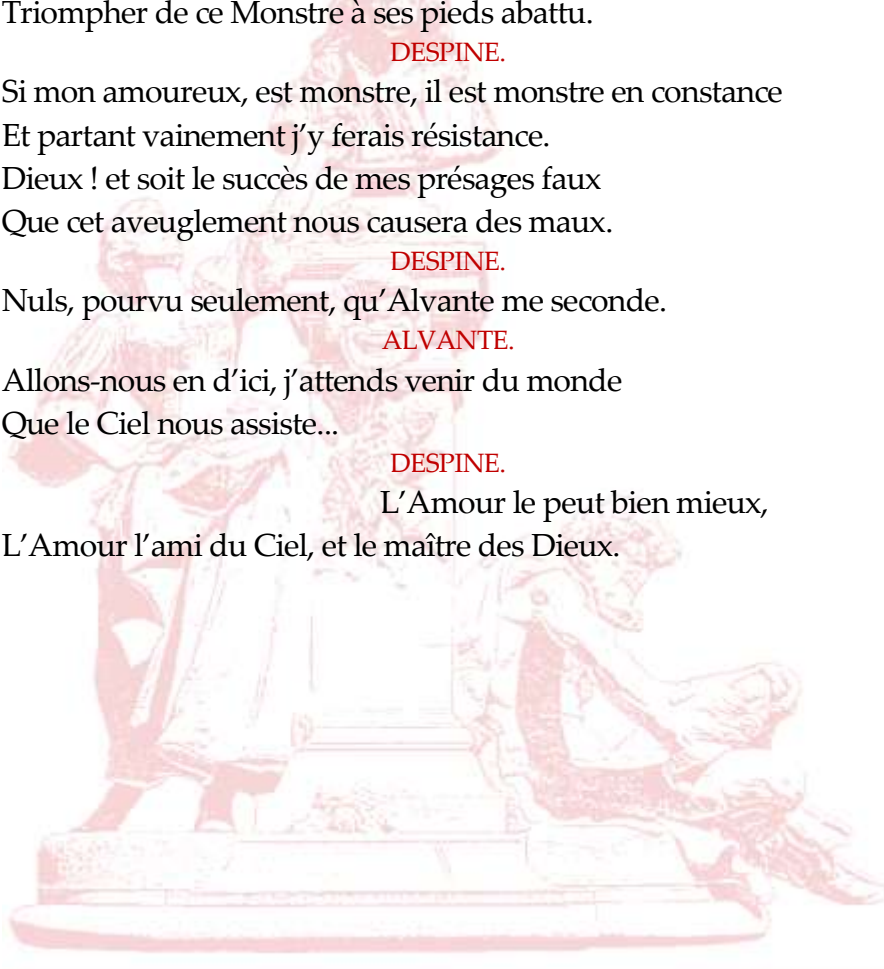 Triompher de ce Monstre à ses pieds abattu.
DESPINE.
Si mon amoureux, est monstre, il est monstre en constance
Et partant vainement j’y ferais résistance.
Dieux ! et soit le succès de mes présages faux
Que cet aveuglement nous causera des maux.
DESPINE.
Nuls, pourvu seulement, qu’Alvante me seconde.
ALVANTE.
Allons-nous en d’ici, j’attends venir du monde
Que le Ciel nous assiste...
DESPINE.
L’Amour le peut bien mieux,
L’Amour l’ami du Ciel, et le maître des Dieux.